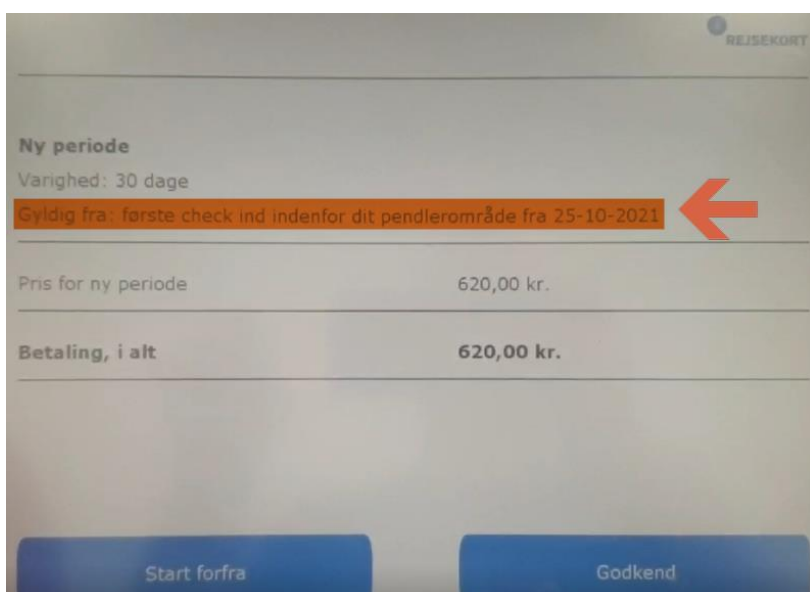 REJSEKORT
Ny periode
Varighed: 30 dage
Gyldig fra: første check ind indenfor dit pendlerområde fra 25-10-2021
Pris for ny periode 620,00 kr.
Betaling, i alt 620,00 kr.
Start forfra Godkend